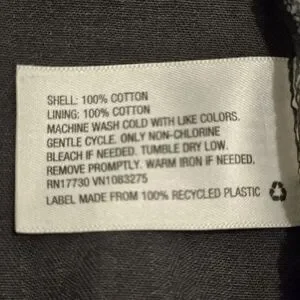 SHELL: 100% COTTON
LINING: 100% COTTON
MACHINE WASH COLD WITH LIKE COLORS.
GENTLE CYCLE. ONLY NON-CHLORINE
BLEACH IF NEEDED. TUMBLE DRY LOW.
REMOVE PROMPTLY. WARM IRON IF NEEDED.
RN17730 VN1083275
LABEL MADE FROM 100% RECYCLED PLASTIC